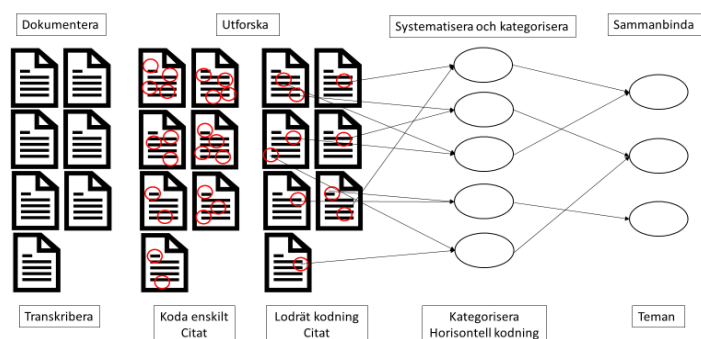 Dokumentera
Utforska
Systematisera och kategorisera
Sammanbinda
Transkribera
Koda enskilt
Citat
Lodrät kodning
Citat
Kategorisera
Horisontell kodning
Teman